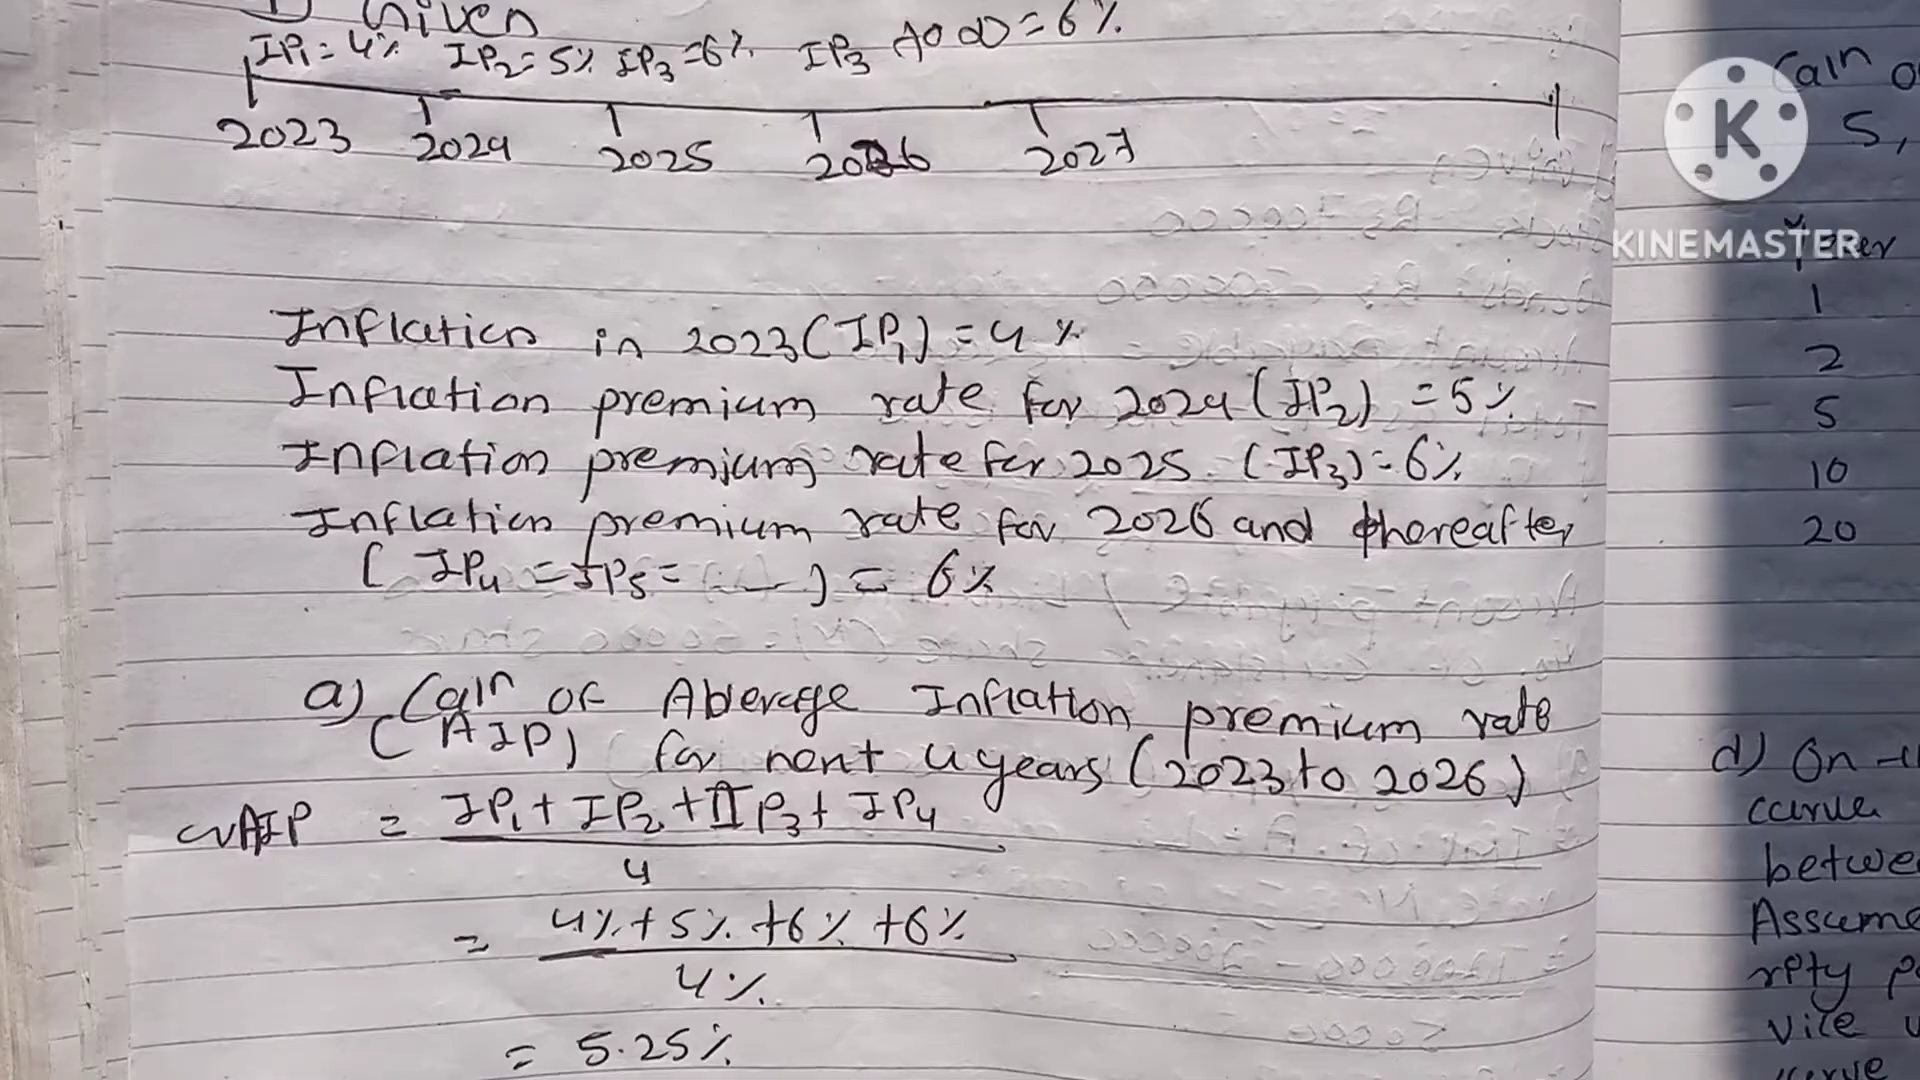 1) Given
IP1 = 4% IP2 = 5% IP3 = 6% IP3 to ∞ = 6%
2023 2024 2025 2026 2027
Inflation in 2023 (IP1) = 4 %
Inflation premium rate for 2024 (IP2) = 5%
Inflation premium rate for 2025 (IP3) = 6%
Inflation premium rate for 2026 and thereafter
( IP4 = IP5 = ) = 6%
a) Caln of Average Inflation premium rate
(AIP) for next 4 years (2023 to 2026)
AIP = IP1 + IP2 + IP3 + IP4
4
= 4% + 5% + 6% + 6%
4%
= 5.25%
Caln
5,
Year
1
2
5
10
20
d) On
curve
betwe
Assume
vice
K
KINEMASTER